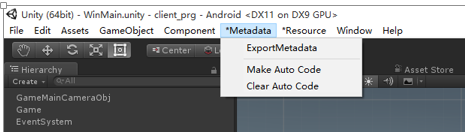 Unity (64bit) - WinMain.unity - client_prg - Android <DX11 on DX9 GPU>
File Edit Assets GameObject Component *Metadata *Resource Window Help
Center
ExportMetadata
Make Auto Code
Clear Auto Code
Hierarchy
Asset Store
Create All
GameMainCameraObj
Game
EventSystem